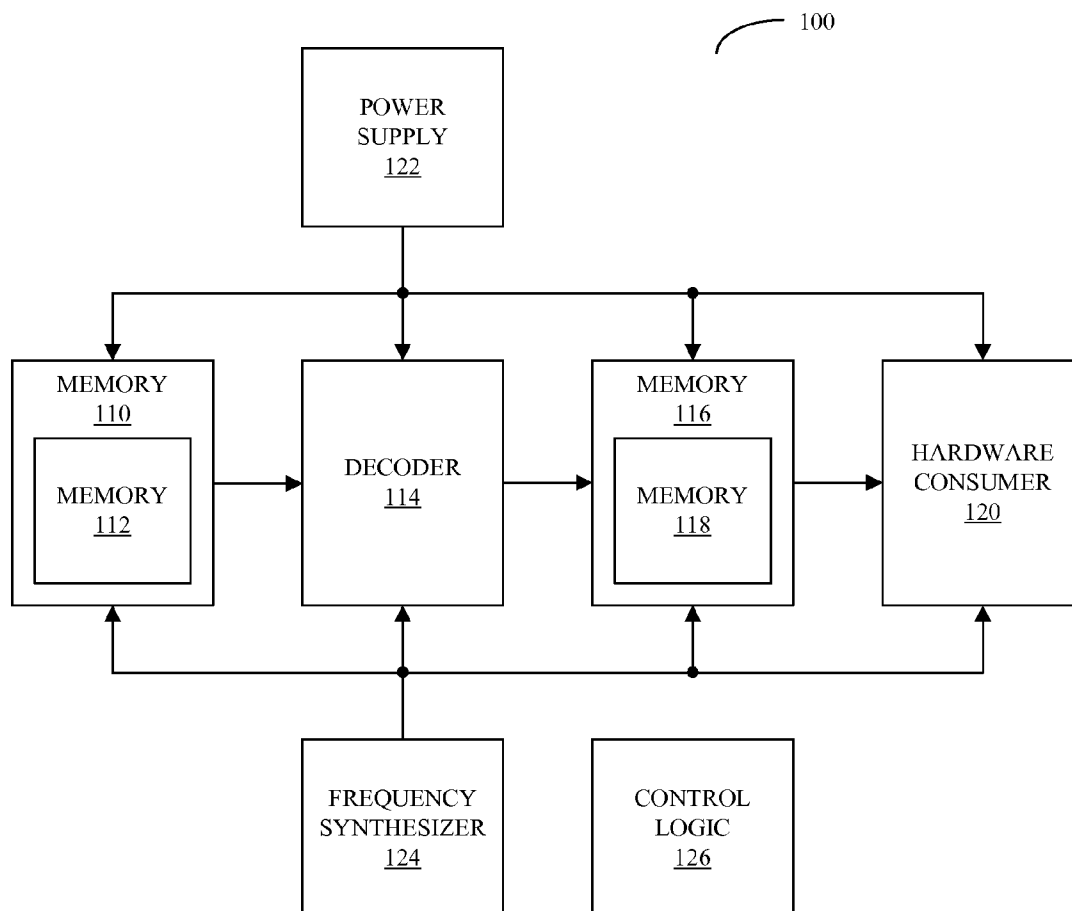 100
POWER
SUPPLY
122
MEMORY
110
MEMORY
112
DECODER
114
MEMORY
116
MEMORY
118
HARDWARE
CONSUMER
120
FREQUENCY
SYNTHESIZER
124
CONTROL
LOGIC
126